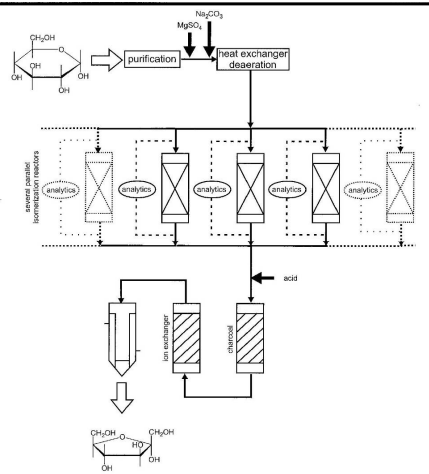 Na₂CO₃
MgSO₄
CH₂OH
O
OH
OH
OH
OH
purification
heat exchanger
deaeration
several parallel
isomerization reactors
analytics
analytics
analytics
analytics
analytics
acid
ion exchanger
charcoal
CH₂OH
O
CH₂OH
HO
OH
OH